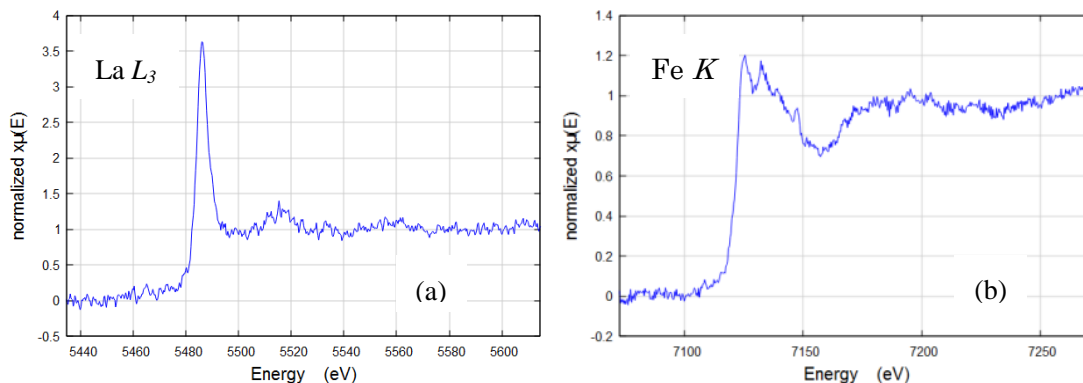 4
3.5
3
2.5
2
1.5
1
0.5
0
-0.5
normalized xμ(E)
La L3
(a)
5440 5460 5480 5500 5520 5540 5560 5580 5600
Energy (eV)
1.4
1.2
1
0.8
0.6
0.4
0.2
0
-0.2
normalized xμ(E)
Fe K
(b)
7100 7150 7200 7250
Energy (eV)